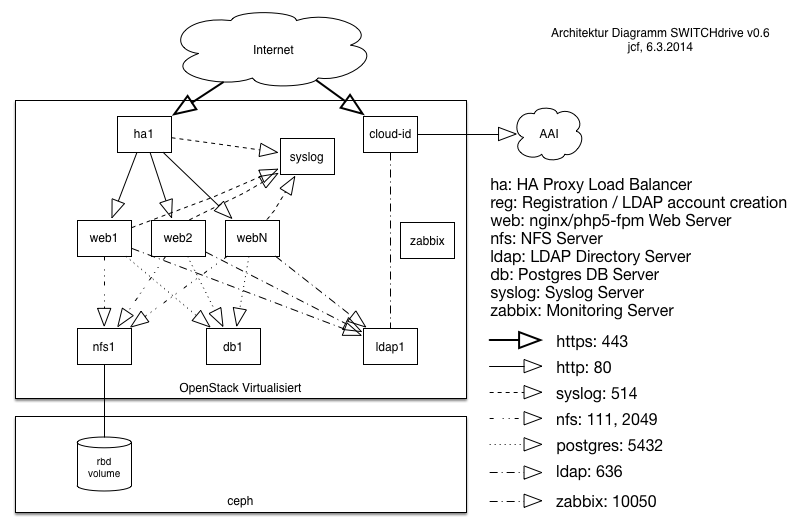 Architektur Diagramm SWITCHdrive v0.6
jcf, 6.3.2014
Internet
ha1
cloud-id
AAI
syslog
web1
web2
webN
zabbix
nfs1
db1
ldap1
OpenStack Virtualisiert
rbd
volume
ceph
ha: HA Proxy Load Balancer
reg: Registration / LDAP account creation
web: nginx/php5-fpm Web Server
nfs: NFS Server
ldap: LDAP Directory Server
db: Postgres DB Server
syslog: Syslog Server
zabbix: Monitoring Server
https: 443
http: 80
syslog: 514
nfs: 111, 2049
postgres: 5432
ldap: 636
zabbix: 10050